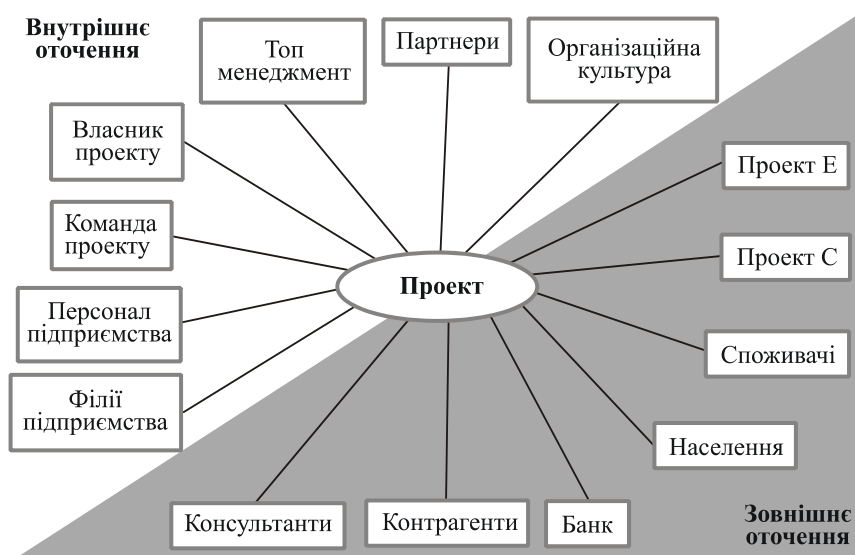 Внутрішнє
оточення
Топ
менеджмент
Партнери
Організаційна
культура
Власник
проекту
Проект Е
Команда
проекту
Проект С
Проект
Персонал
підприємства
Споживачі
Філії
підприємства
Населення
Консультанти
Контрагенти
Банк
Зовнішнє
оточення